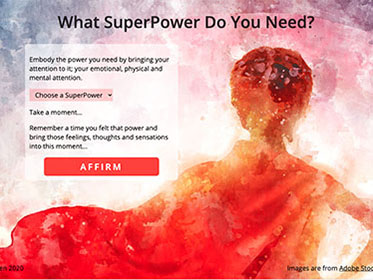 What SuperPower Do You Need?
Embody the power you need by bringing your
attention to it; your emotional, physical and
mental attention.
Choose a SuperPower
Take a moment...
Remember a time you felt that power and
bring those feelings, thoughts and sensations
into this moment...
AFFIRM
en 2020
Images are from Adobe Stoc